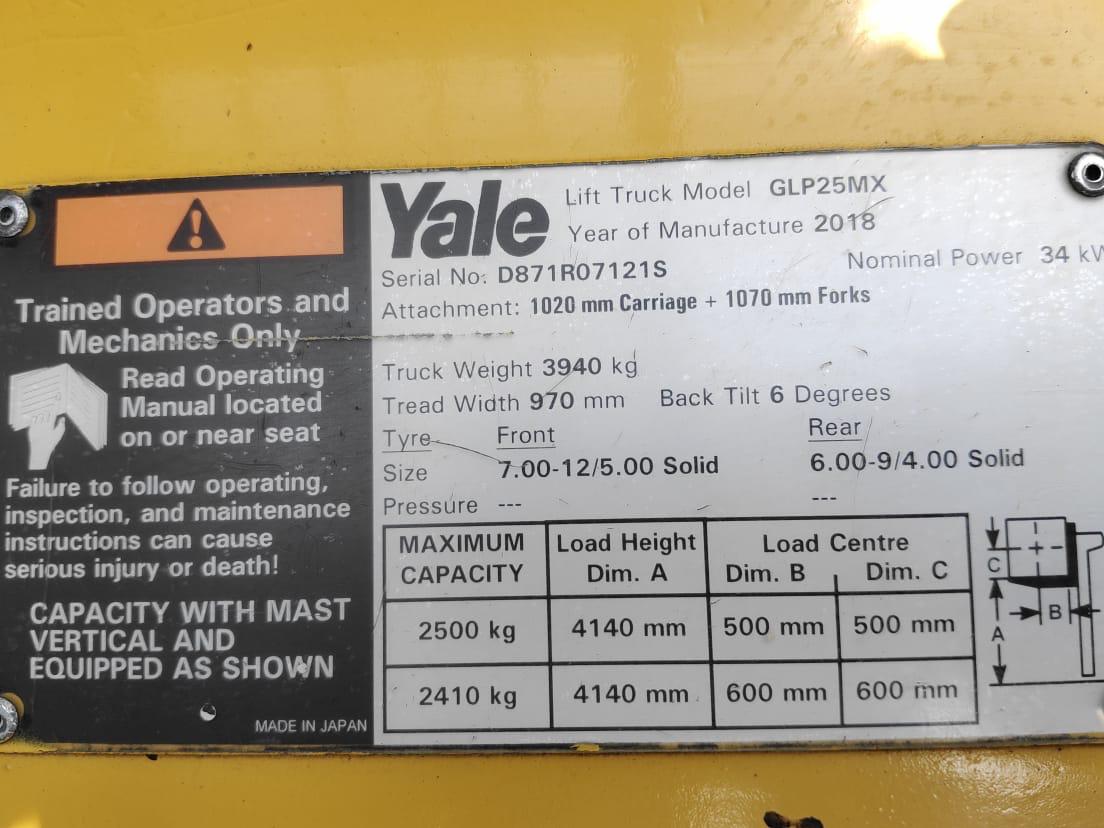 Trained Operators and
Mechanics Only
Read Operating
Manual located
on or near seat
Failure to follow operating,
inspection, and maintenance
instructions can cause
serious injury or death!
CAPACITY WITH MAST
VERTICAL AND
EQUIPPED AS SHOWN
MADE IN JAPAN
Yale
Lift Truck Model GLP25MX
Year of Manufacture 2018
Serial No: D871R07121S Nominal Power 34 kW
Attachment: 1020 mm Carriage + 1070 mm Forks
Truck Weight 3940 kg
Tread Width 970 mm Back Tilt 6 Degrees
Tyre Front Rear
Size 7.00-12/5.00 Solid 6.00-9/4.00 Solid
Pressure --- ---
MAXIMUM Load Height Load Centre
CAPACITY Dim. A Dim. B Dim. C
2500 kg 4140 mm 500 mm 500 mm
2410 kg 4140 mm 600 mm 600 mm
C
B
A